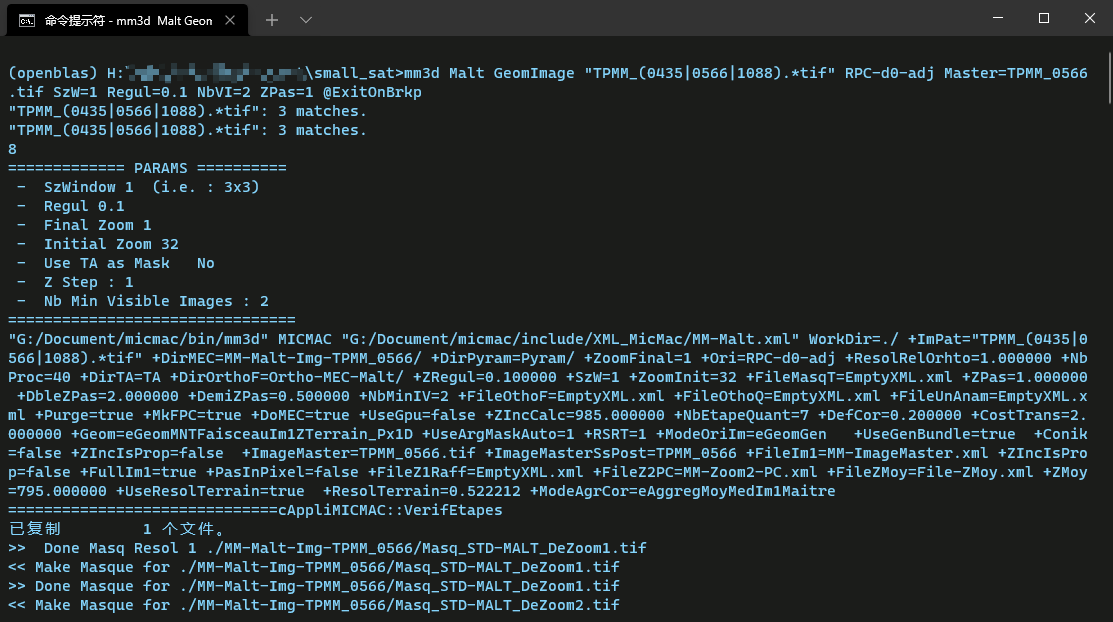 命令提示符 - mm3d  Malt Geon
(openblas) H: \small_sat>mm3d Malt GeomImage "TPMM_(0435|0566|1088).*tif" RPC-d0-adj Master=TPMM_0566
.tif SzW=1 Regul=0.1 NbVI=2 ZPas=1 @ExitOnBrkp
"TPMM_(0435|0566|1088).*tif": 3 matches.
"TPMM_(0435|0566|1088).*tif": 3 matches.
8
============= PARAMS ==========
 -  SzWindow 1  (i.e. : 3x3)
 -  Regul 0.1
 -  Final Zoom 1
 -  Initial Zoom 32
 -  Use TA as Mask   No
 -  Z Step : 1
 -  Nb Min Visible Images : 2
================================
"G:/Document/micmac/bin/mm3d" MICMAC "G:/Document/micmac/include/XML_MicMac/MM-Malt.xml" WorkDir=./ +ImPat="TPMM_(0435|0
566|1088).*tif" +DirMEC=MM-Malt-Img-TPMM_0566/ +DirPyram=Pyram/ +ZoomFinal=1 +Ori=RPC-d0-adj +ResolRelOrhto=1.000000 +Nb
Proc=40 +DirTA=TA +DirOrthoF=Ortho-MEC-Malt/ +ZRegul=0.100000 +SzW=1 +ZoomInit=32 +FileMasqT=EmptyXML.xml +ZPas=1.000000
 +DbleZPas=2.000000 +DemiZPas=0.500000 +NbMinIV=2 +FileOthoF=EmptyXML.xml +FileOthoQ=EmptyXML.xml +FileUnAnam=EmptyXML.x
ml +Purge=true +MkFPC=true +DoMEC=true +UseGpu=false +ZIncCalc=985.000000 +NbEtapeQuant=7 +DefCor=0.200000 +CostTrans=2.
000000 +Geom=eGeomMNTFaisceauIm1ZTerrain_Px1D +UseArgMaskAuto=1 +RSRT=1 +ModeOriIm=eGeomGen   +UseGenBundle=true  +Conik
=false +ZIncIsProp=false  +ImageMaster=TPMM_0566.tif +ImageMasterSsPost=TPMM_0566 +FileIm1=MM-ImageMaster.xml +ZIncIsPro
p=false +FullIm1=true +PasInPixel=false +FileZ1Raff=EmptyXML.xml +FileZ2PC=MM-Zoom2-PC.xml +FileZMoy=File-ZMoy.xml +ZMoy
=795.000000 +UseResolTerrain=true  +ResolTerrain=0.522212 +ModeAgrCor=eAggregMoyMedIm1Maitre
==============================cAppliMICMAC::VerifEtapes
已复制         1 个文件。
>>  Done Masq Resol 1 ./MM-Malt-Img-TPMM_0566/Masq_STD-MALT_DeZoom1.tif
<< Make Masque for ./MM-Malt-Img-TPMM_0566/Masq_STD-MALT_DeZoom1.tif
>> Done Masque for ./MM-Malt-Img-TPMM_0566/Masq_STD-MALT_DeZoom1.tif
<< Make Masque for ./MM-Malt-Img-TPMM_0566/Masq_STD-MALT_DeZoom2.tif